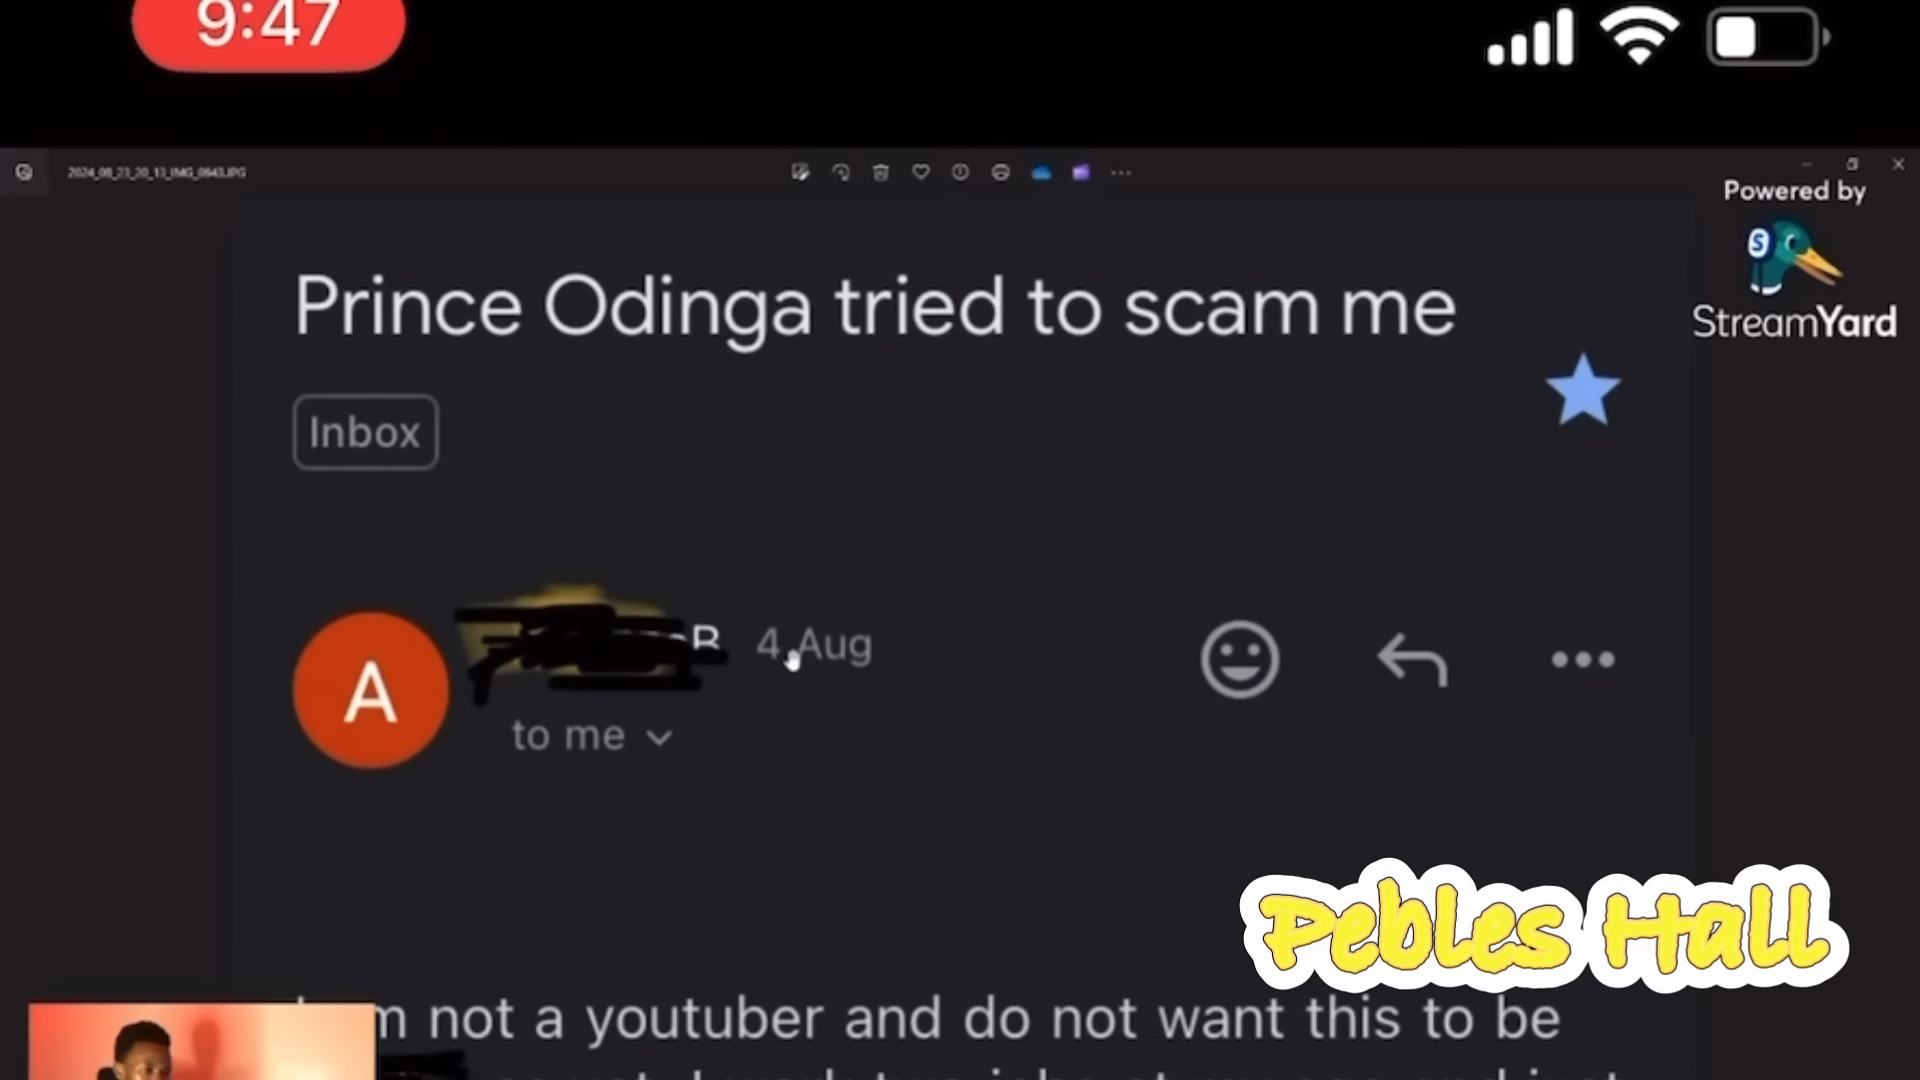 9:47
2024_08_23_20_13_IMG_0643.JPG
Powered by
StreamYard
Prince Odinga tried to scam me
Inbox
B 4 Aug
A
to me
Pebles Hall
not a youtuber and do not want this to be